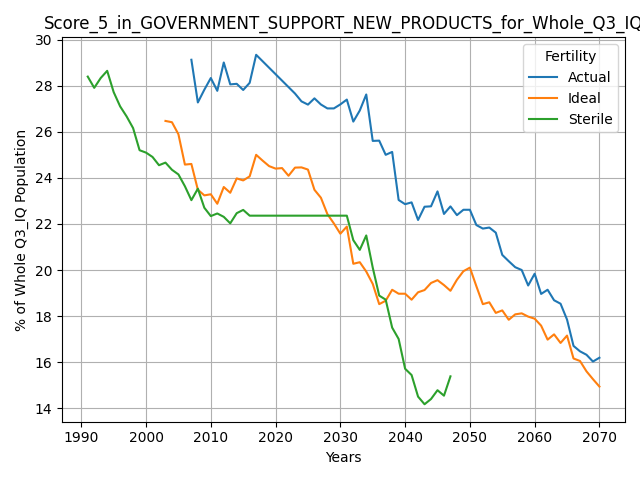 Score_5_in_GOVERNMENT_SUPPORT_NEW_PRODUCTS_for_Whole_Q3_IQ
30
28
26
24
22
20
18
16
14
% of Whole Q3_IQ Population
Fertility
Actual
Ideal
Sterile
1990 2000 2010 2020 2030 2040 2050 2060 2070
Years